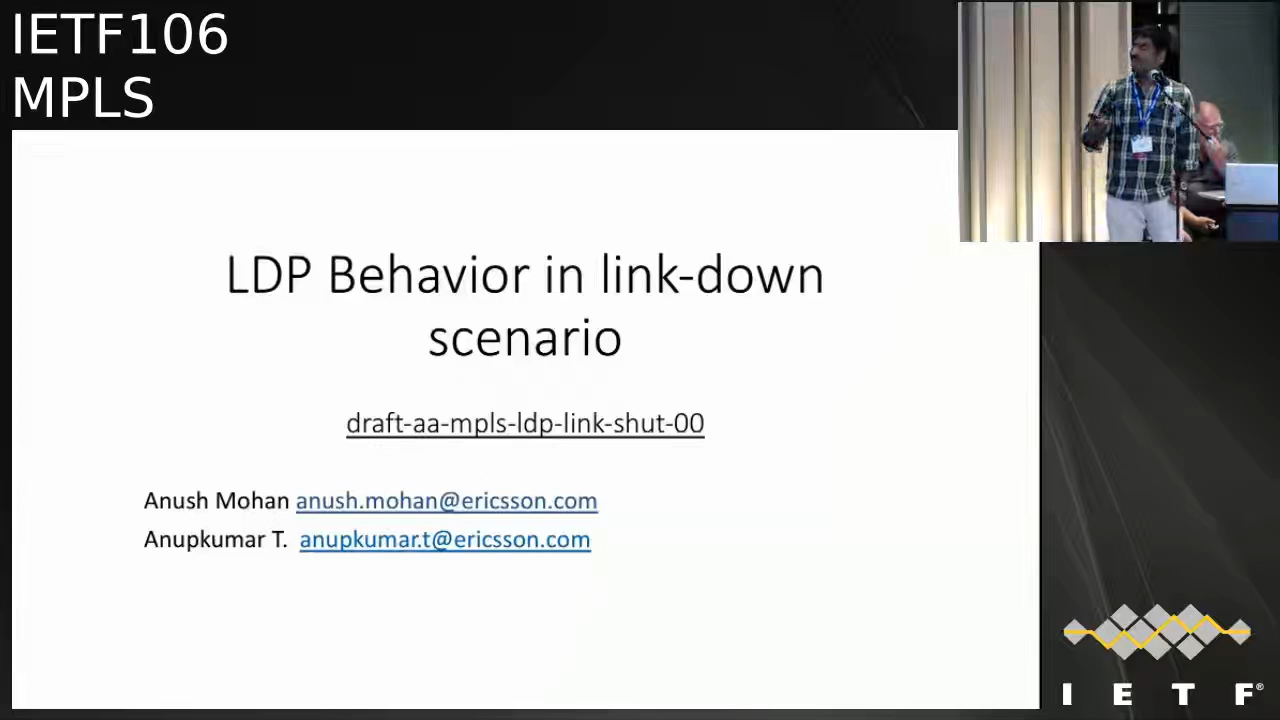 IETF106
MPLS
LDP Behavior in link-down
scenario
draft-aa-mpls-ldp-link-shut-00
Anush Mohan anush.mohan@ericsson.com
Anupkumar T. anupkumar.t@ericsson.com
I E T F®